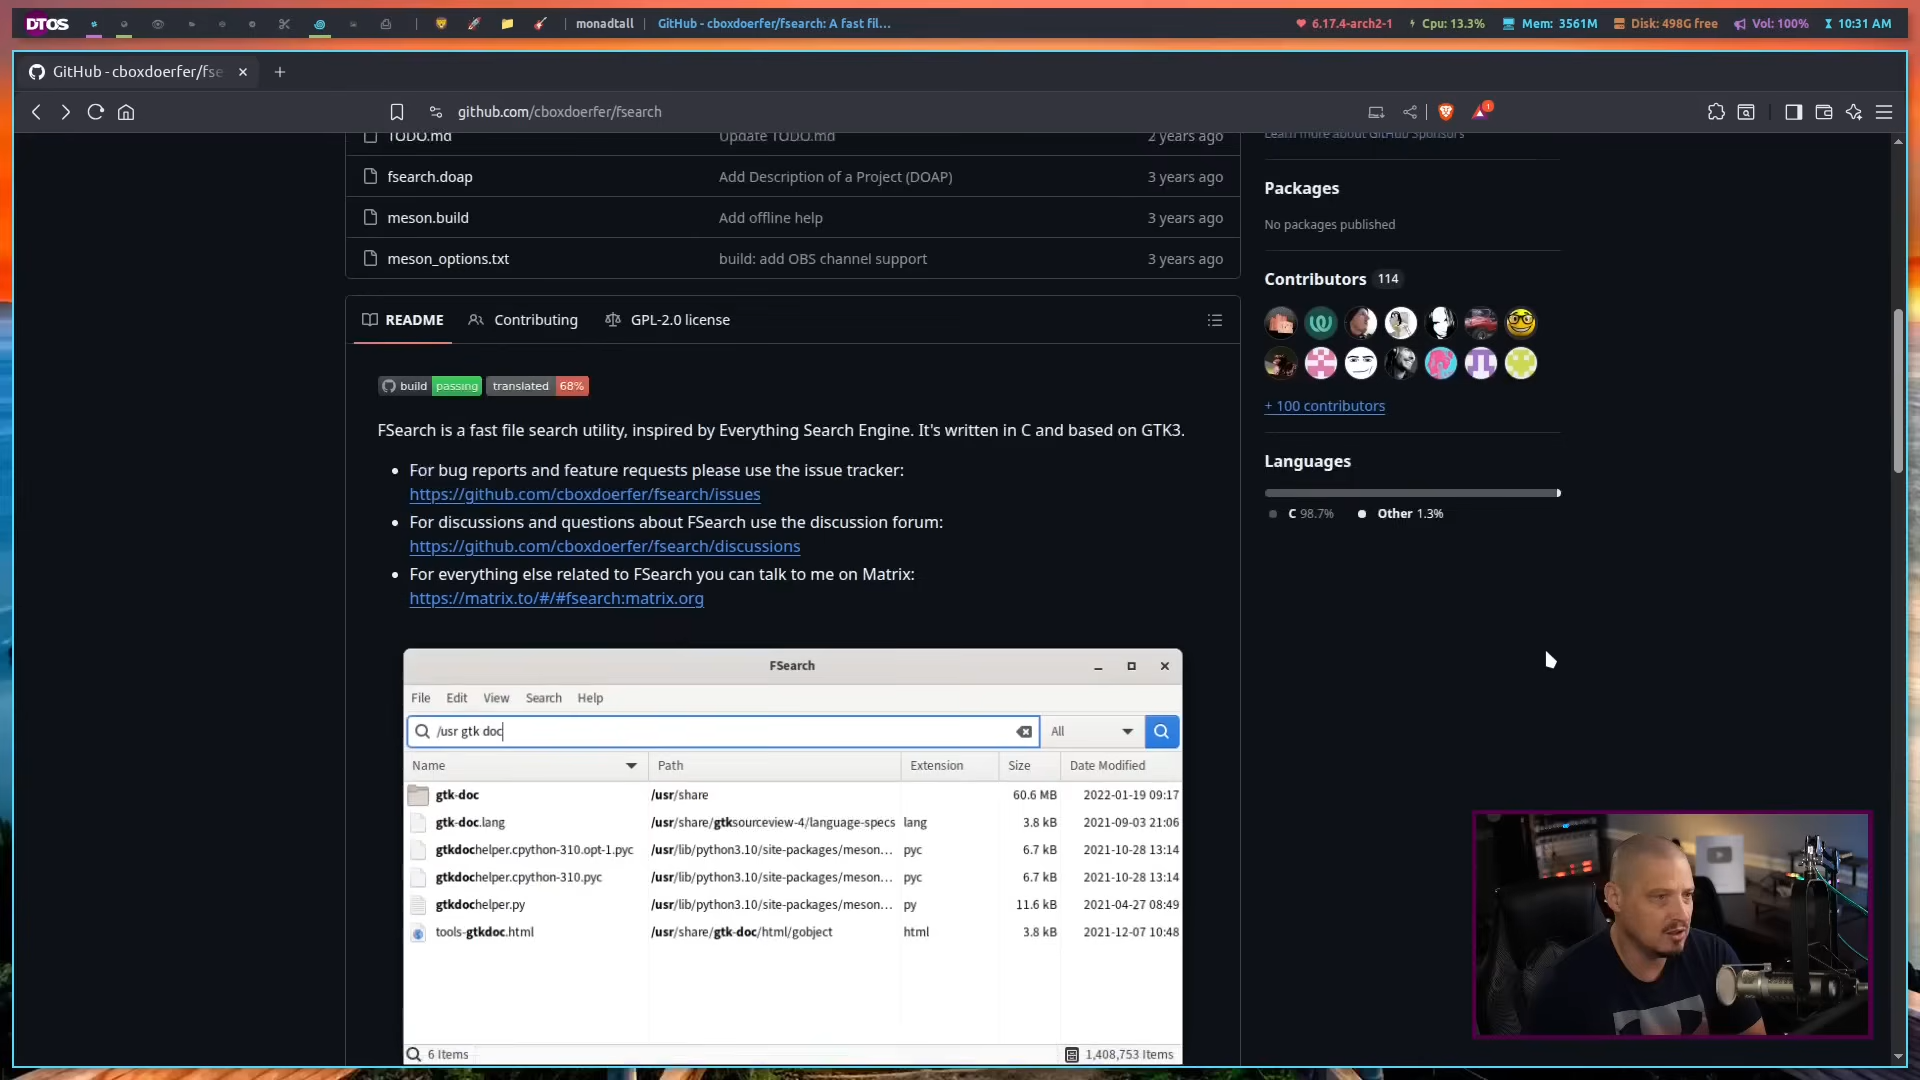 DTOS
monadtall
GitHub - cboxdoerfer/fsearch: A fast fil...
6.17.4-arch2-1
Cpu: 13.3%
Mem: 3561M
Disk: 498G free
Vol: 100%
10:31 AM
GitHub - cboxdoerfer/fse
github.com/cboxdoerfer/fsearch
1
TODO.md Update TODO.md 2 years ago
fsearch.doap Add Description of a Project (DOAP) 3 years ago
meson.build Add offline help 3 years ago
meson_options.txt build: add OBS channel support 3 years ago
README Contributing GPL-2.0 license
build passing translated 68%
FSearch is a fast file search utility, inspired by Everything Search Engine. It's written in C and based on GTK3.
• For bug reports and feature requests please use the issue tracker:
https://github.com/cboxdoerfer/fsearch/issues
• For discussions and questions about FSearch use the discussion forum:
https://github.com/cboxdoerfer/fsearch/discussions
• For everything else related to FSearch you can talk to me on Matrix:
https://matrix.to/#/#fsearch:matrix.org
FSearch
File Edit View Search Help
/usr gtk doc All
Name Path Extension Size Date Modified
gtk-doc /usr/share 60.6 MB 2022-01-19 09:17
gtk-doc.lang /usr/share/gtksourceview-4/language-specs lang 3.8 kB 2021-09-03 21:06
gtkdochelper.cpython-310.opt-1.pyc /usr/lib/python3.10/site-packages/meson... pyc 6.7 kB 2021-10-28 13:14
gtkdochelper.cpython-310.pyc /usr/lib/python3.10/site-packages/meson... pyc 6.7 kB 2021-10-28 13:14
gtkdochelper.py /usr/lib/python3.10/site-packages/meson... py 11.6 kB 2021-04-27 08:49
tools-gtkdoc.html /usr/share/gtk-doc/html/gobject html 3.8 kB 2021-12-07 10:48
6 Items 1,408,753 Items
Learn more about GitHub Sponsors
Packages
No packages published
Contributors 114
+ 100 contributors
Languages
C 98.7% Other 1.3%